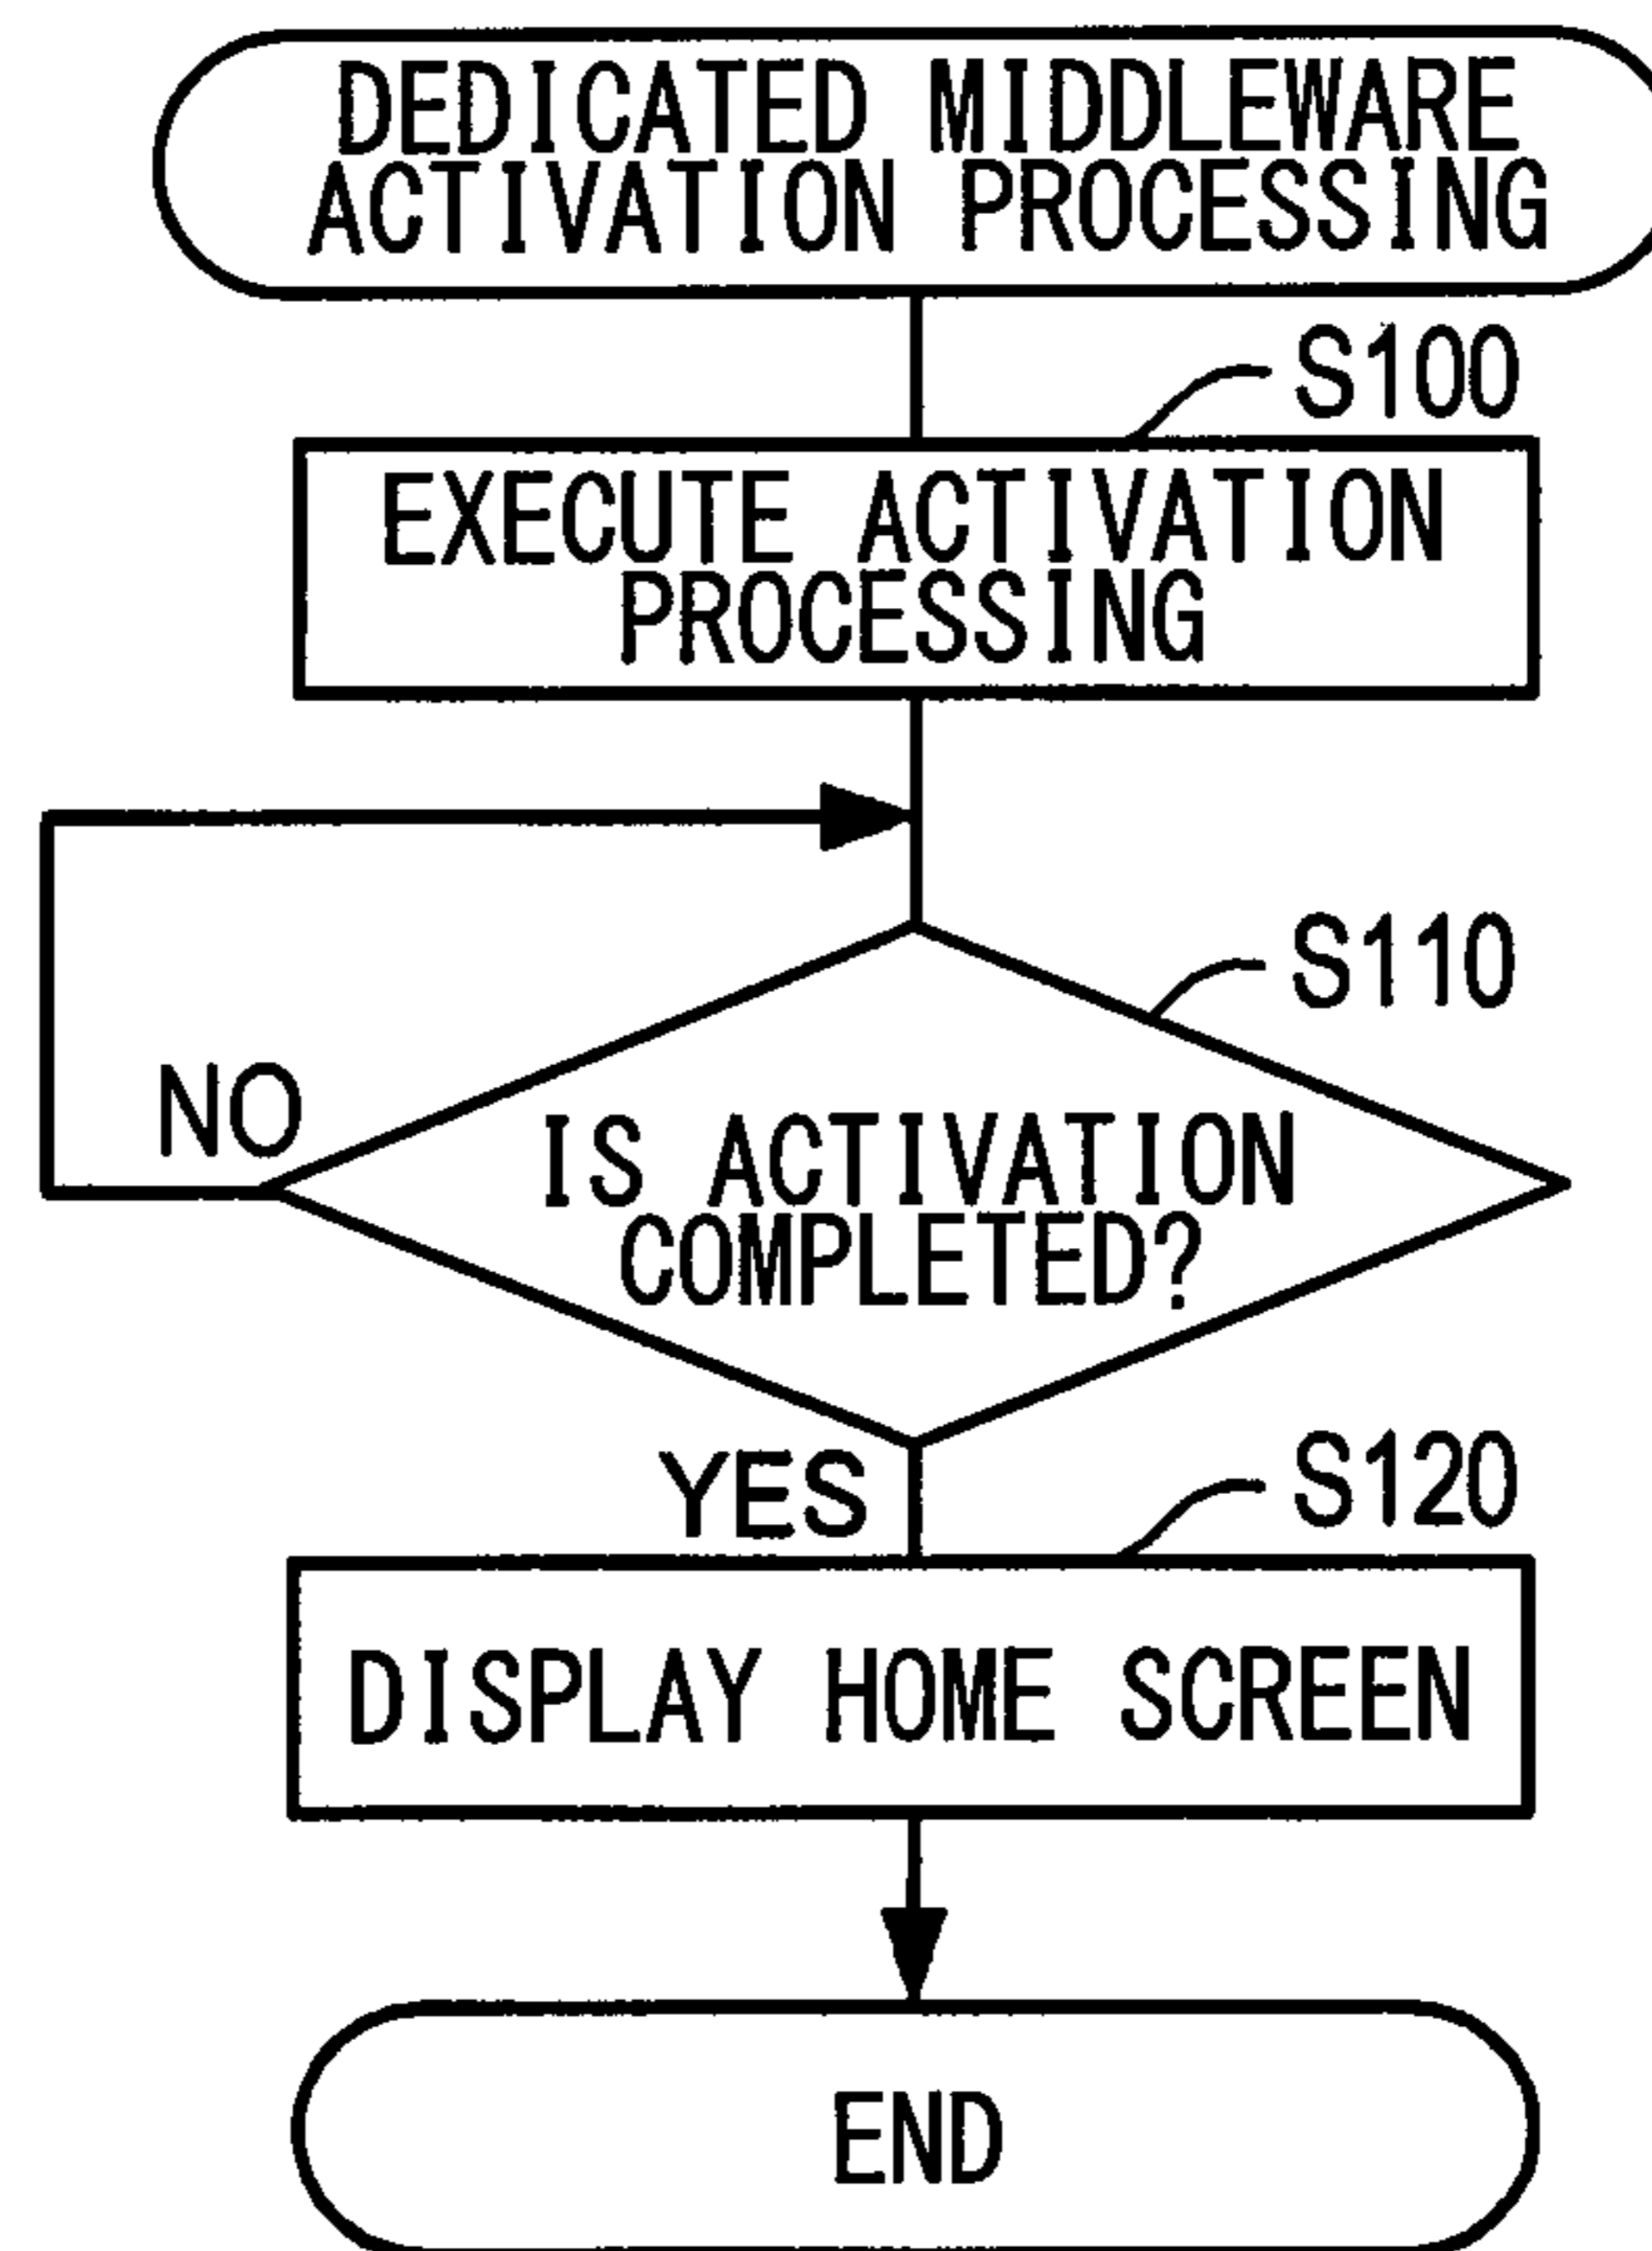 DEDICATED MIDDLEWARE
ACTIVATION PROCESSING
S100
EXECUTE ACTIVATION
PROCESSING
S110
NO
IS ACTIVATION
COMPLETED?
YES
S120
DISPLAY HOME SCREEN
END